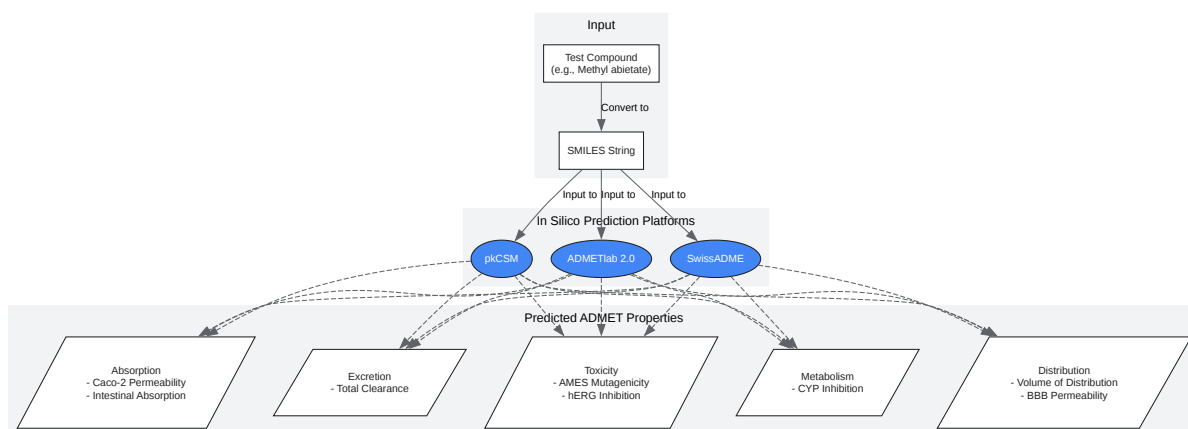 Input
Test Compound
(e.g., Methyl abietate)
Convert to
SMILES String
Input to
Input to
Input to
In Silico Prediction Platforms
pkCSM
ADMETlab 2.0
SwissADME
Predicted ADMET Properties
Absorption
- Caco-2 Permeability
- Intestinal Absorption
Excretion
- Total Clearance
Toxicity
- AMES Mutagenicity
- hERG Inhibition
Metabolism
- CYP Inhibition
Distribution
- Volume of Distribution
- BBB Permeability